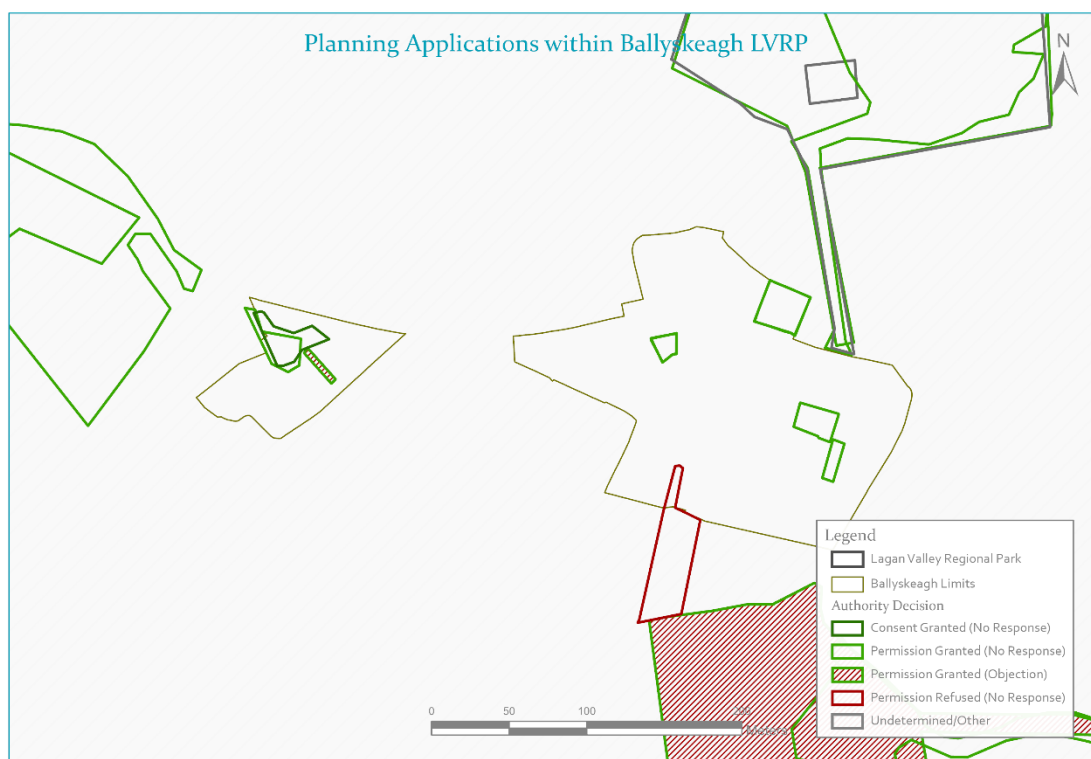 Planning Applications within Ballyskeagh LVRP
N
Legend
Lagan Valley Regional Park
Ballyskeagh Limits
Authority Decision
Consent Granted (No Response)
Permission Granted (No Response)
Permission Granted (Objection)
Permission Refused (No Response)
Undetermined/Other
0 50 100